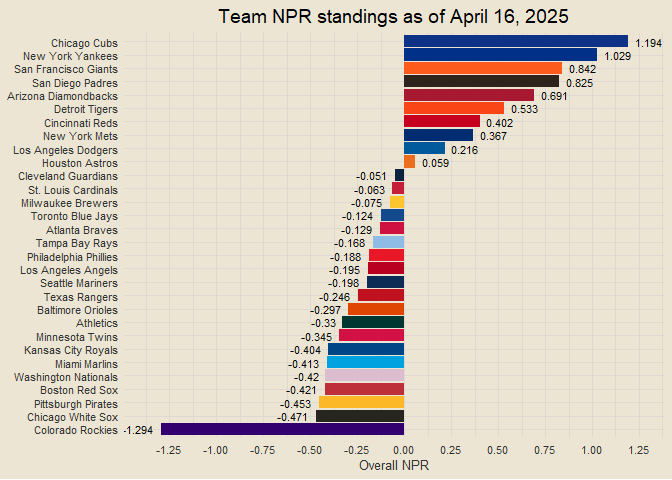 Team NPR standings as of April 16, 2025
Chicago Cubs 1.194
New York Yankees 1.029
San Francisco Giants 0.842
San Diego Padres 0.825
Arizona Diamondbacks 0.691
Detroit Tigers 0.533
Cincinnati Reds 0.402
New York Mets 0.367
Los Angeles Dodgers 0.216
Houston Astros 0.059
Cleveland Guardians -0.051
St. Louis Cardinals -0.063
Milwaukee Brewers -0.075
Toronto Blue Jays -0.124
Atlanta Braves -0.129
Tampa Bay Rays -0.168
Philadelphia Phillies -0.188
Los Angeles Angels -0.195
Seattle Mariners -0.198
Texas Rangers -0.246
Baltimore Orioles -0.297
Athletics -0.33
Minnesota Twins -0.345
Kansas City Royals -0.404
Miami Marlins -0.413
Washington Nationals -0.42
Boston Red Sox -0.421
Pittsburgh Pirates -0.453
Chicago White Sox -0.471
Colorado Rockies -1.294
-1.25 -1.00 -0.75 -0.50 -0.25 0.00 0.25 0.50 0.75 1.00 1.25
Overall NPR